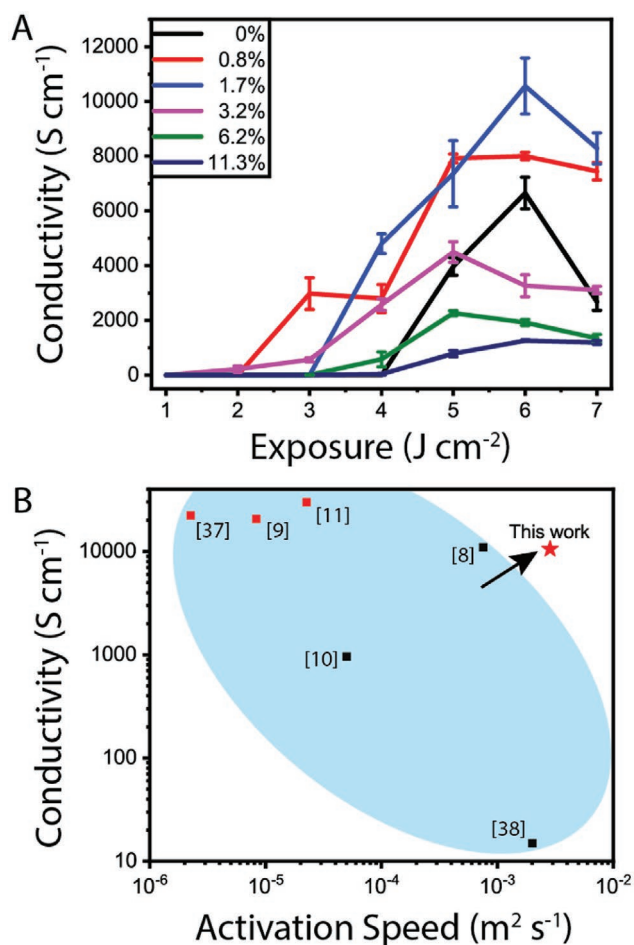 A
12000
10000
8000
6000
4000
2000
0
Conductivity (S cm⁻¹)
0%
0.8%
1.7%
3.2%
6.2%
11.3%
1 2 3 4 5 6 7
Exposure (J cm⁻²)
B
10000
1000
100
10
Conductivity (S cm⁻¹)
[37]
[9]
[11]
[8]
This work
[10]
[38]
10⁻⁶ 10⁻⁵ 10⁻⁴ 10⁻³ 10⁻²
Activation Speed (m² s⁻¹)